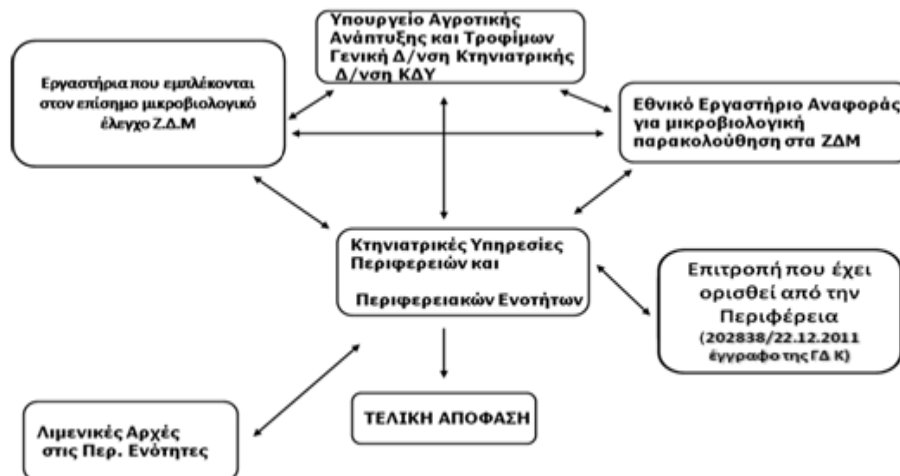 Υπουργείο Αγροτικής
Ανάπτυξης και Τροφίμων
Γενική Δ/νση Κτηνιατρικής
Δ/νση ΚΔΥ
Εργαστήρια που εμπλέκονται
στον επίσημο μικροβιολογικό
έλεγχο Ζ.Δ.Μ
Εθνικό Εργαστήριο Αναφοράς
για μικροβιολογική
παρακολούθηση στα ΖΔΜ
Κτηνιατρικές Υπηρεσίες
Περιφερειών και
Περιφερειακών Ενοτήτων
Επιτροπή που έχει
ορισθεί από την
Περιφέρεια
(202838/22.12.2011
έγγραφο της ΓΔ Κ)
ΤΕΛΙΚΗ ΑΠΟΦΑΣΗ
Λιμενικές Αρχές
στις Περ. Ενότητες